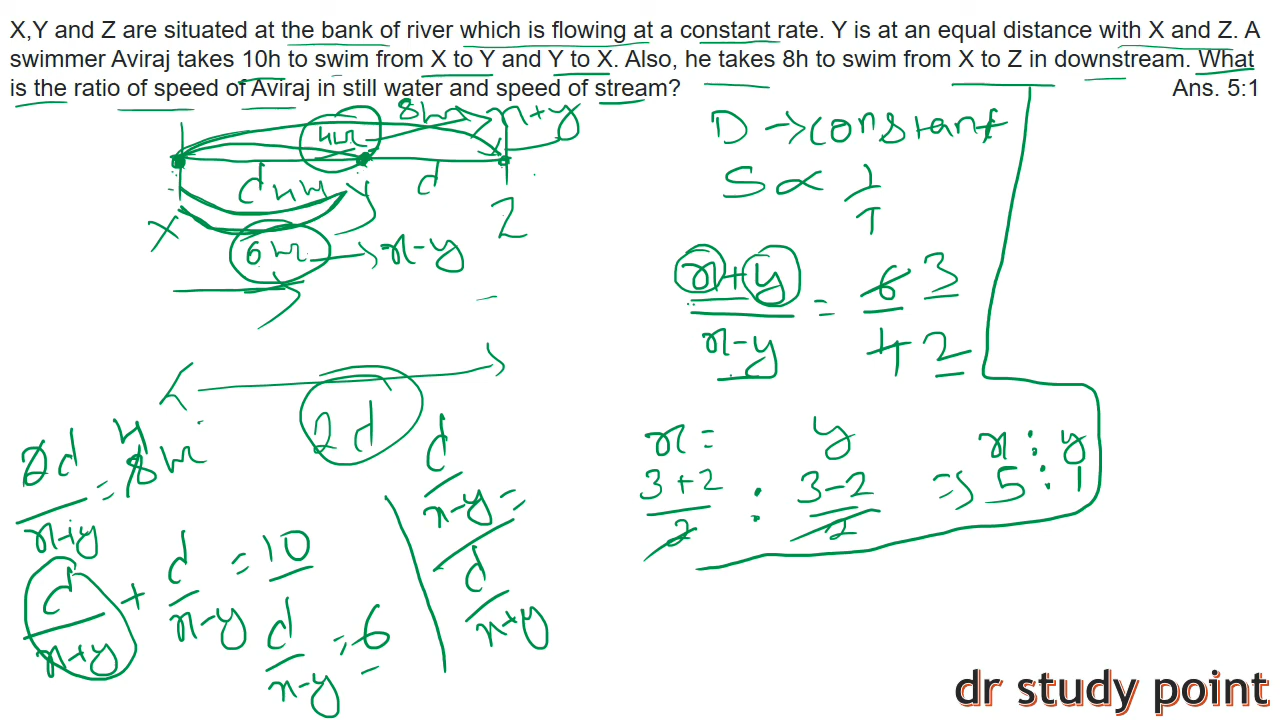 X,Y and Z are situated at the bank of river which is flowing at a constant rate. Y is at an equal distance with X and Z. A
swimmer Aviraj takes 10h to swim from X to Y and Y to X. Also, he takes 8h to swim from X to Z in downstream. What
is the ratio of speed of Aviraj in still water and speed of stream? Ans. 5:1
8hr x+y
4hr
d 4hr Y d
X Z
6hr → x-y
2d
2d/x+y = 8hr 4
d/x+y + d/x-y = 10
d/x-y = 6
d/x-y =
d/x+y
D → constant
S ∝ 1/T
x+y/x-y = 6/4 3/2
x = y x : y
3+2/2 : 3-2/2 ⇒ 5 : 1
dr study point